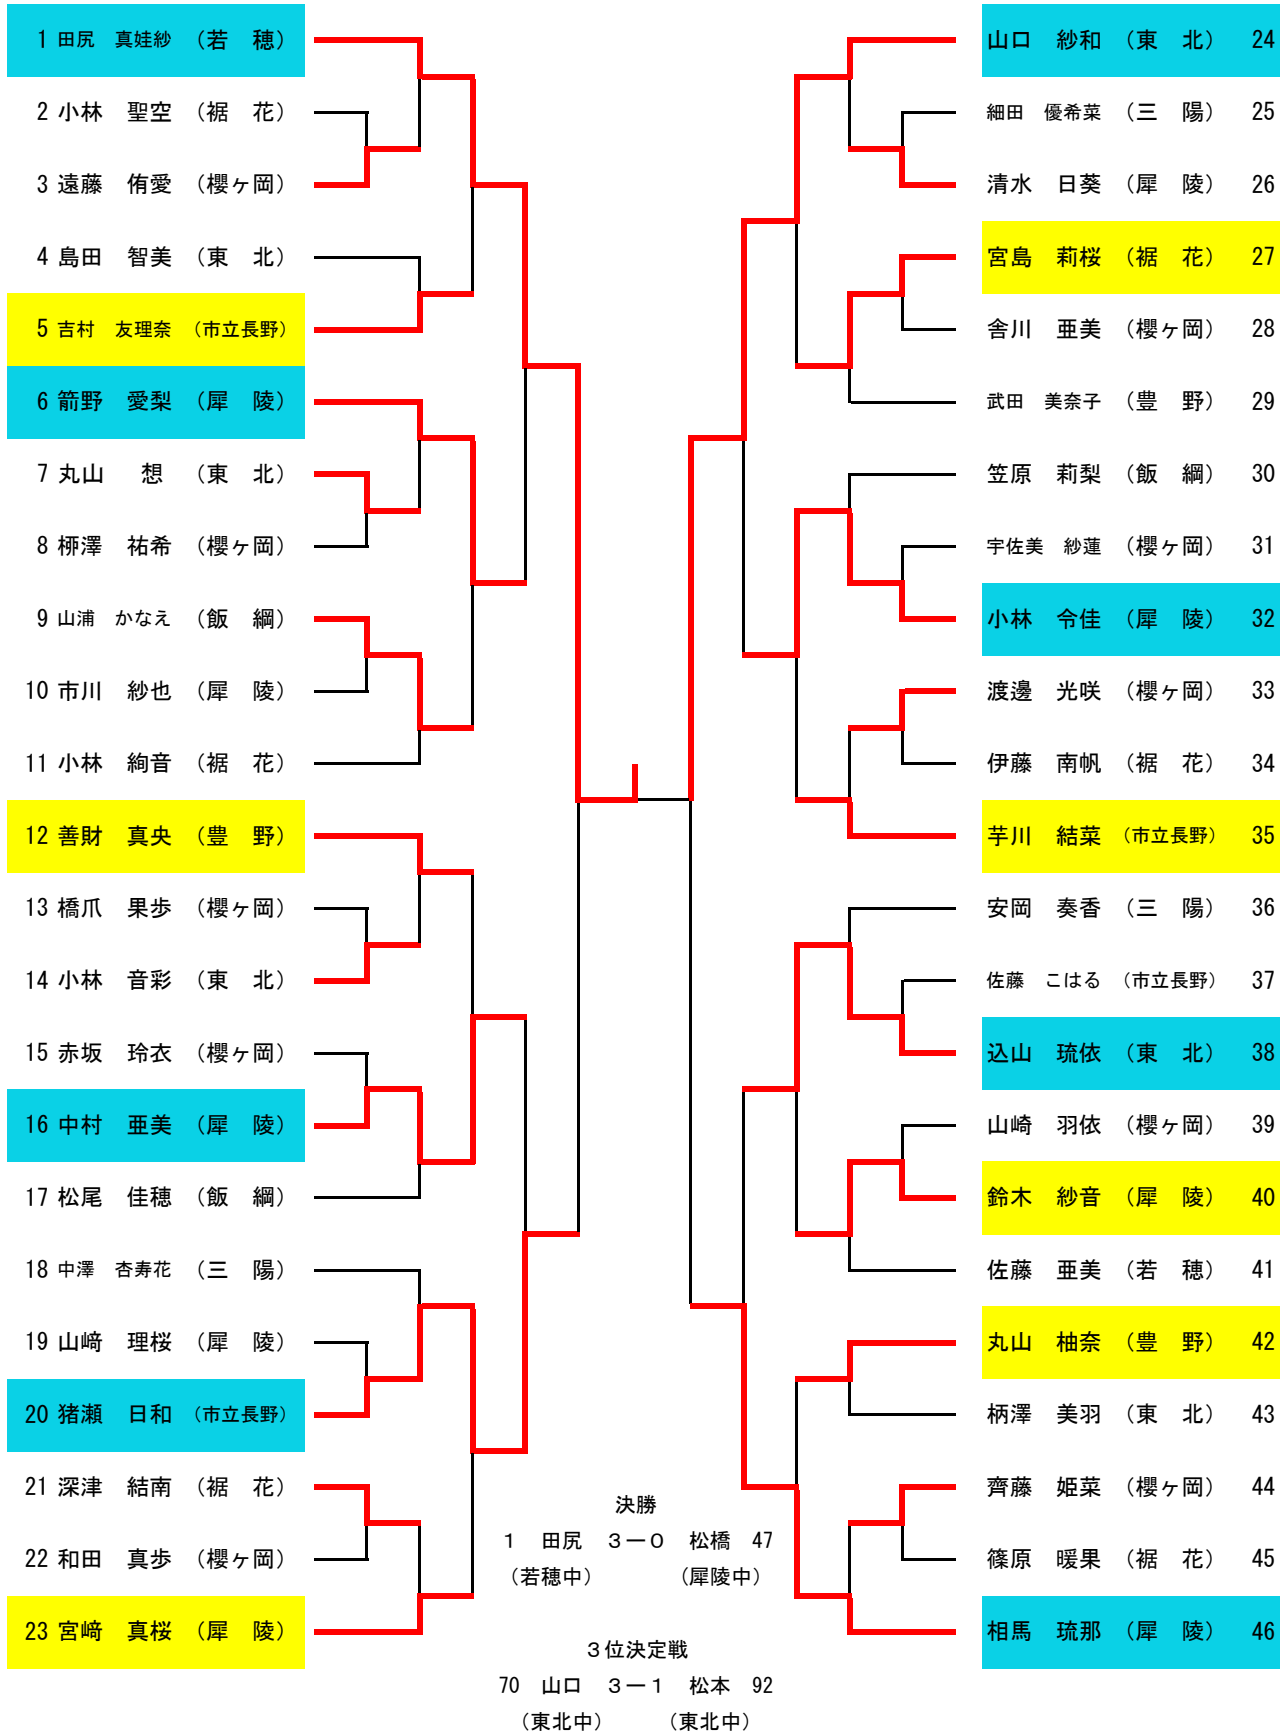 1 田尻 真娃紗 (若 穂)
2 小林 聖空 (裾 花)
3 遠藤 侑愛 (櫻ヶ岡)
4 島田 智美 (東 北)
5 吉村 友理奈 (市立長野)
6 箭野 愛梨 (犀 陵)
7 丸山 想 (東 北)
8 栁澤 祐希 (櫻ヶ岡)
9 山浦 かなえ (飯 綱)
10 市川 紗也 (犀 陵)
11 小林 絢音 (裾 花)
12 善財 真央 (豊 野)
13 橋爪 果歩 (櫻ヶ岡)
14 小林 音彩 (東 北)
15 赤坂 玲衣 (櫻ヶ岡)
16 中村 亜美 (犀 陵)
17 松尾 佳穂 (飯 綱)
18 中澤 杏寿花 (三 陽)
19 山﨑 理桜 (犀 陵)
20 猪瀬 日和 (市立長野)
21 深津 結南 (裾 花)
22 和田 真歩 (櫻ヶ岡)
23 宮﨑 真桜 (犀 陵)
山口 紗和 (東 北) 24
細田 優希菜 (三 陽) 25
清水 日葵 (犀 陵) 26
宮島 莉桜 (裾 花) 27
舎川 亜美 (櫻ヶ岡) 28
武田 美奈子 (豊 野) 29
笠原 莉梨 (飯 綱) 30
宇佐美 紗蓮 (櫻ヶ岡) 31
小林 令佳 (犀 陵) 32
渡邊 光咲 (櫻ヶ岡) 33
伊藤 南帆 (裾 花) 34
芋川 結菜 (市立長野) 35
安岡 奏香 (三 陽) 36
佐藤 こはる (市立長野) 37
込山 琉依 (東 北) 38
山崎 羽依 (櫻ヶ岡) 39
鈴木 紗音 (犀 陵) 40
佐藤 亜美 (若 穂) 41
丸山 柚奈 (豊 野) 42
柄澤 美羽 (東 北) 43
齊藤 姫菜 (櫻ヶ岡) 44
篠原 暖果 (裾 花) 45
相馬 琉那 (犀 陵) 46
決勝
1 田尻 3ー0 松橋 47
(若穂中) (犀陵中)
3位決定戦
70 山口 3ー1 松本 92
(東北中) (東北中)